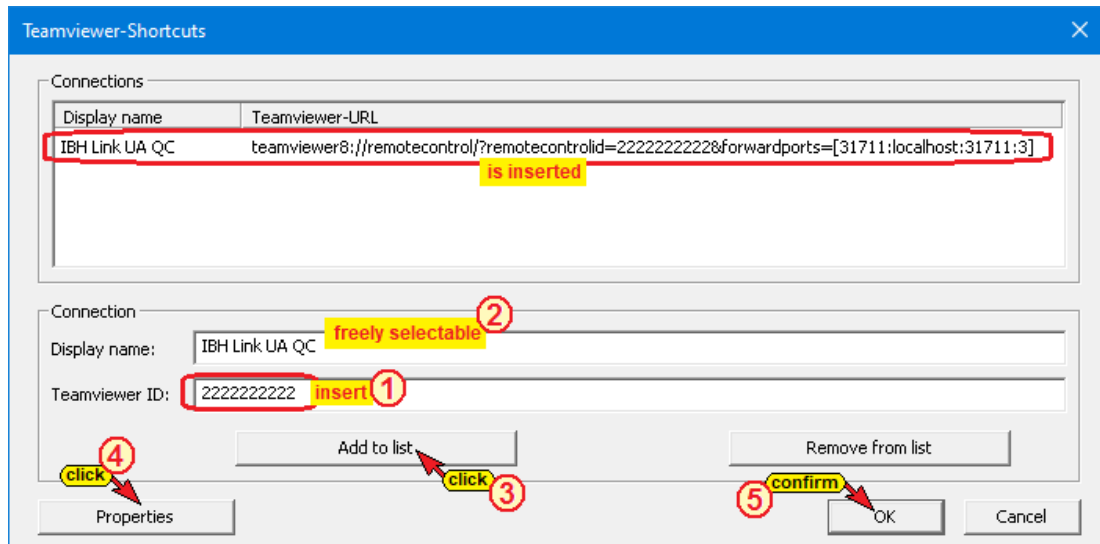 Teamviewer-Shortcuts
Connections
Display name Teamviewer-URL
IBH Link UA QC teamviewer8://remotecontrol/?remotecontrolid=2222222222&forwardports=[31711:localhost:31711:3]
is inserted
Connection
2
Display name: IBH Link UA QC freely selectable
Teamviewer ID: 2222222222 insert 1
Add to list Remove from list
4
click click 3 5 confirm
Properties OK Cancel